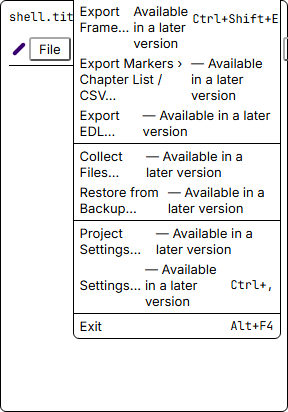 shell.tit
File
Export Frame... Available in a later version Ctrl+Shift+E
Export Markers › Chapter List / CSV... — Available in a later version
Export EDL... — Available in a later version
Collect Files... — Available in a later version
Restore from Backup... — Available in a later version
Project Settings... — Available in a later version
Settings... — Available in a later version Ctrl+,
Exit Alt+F4